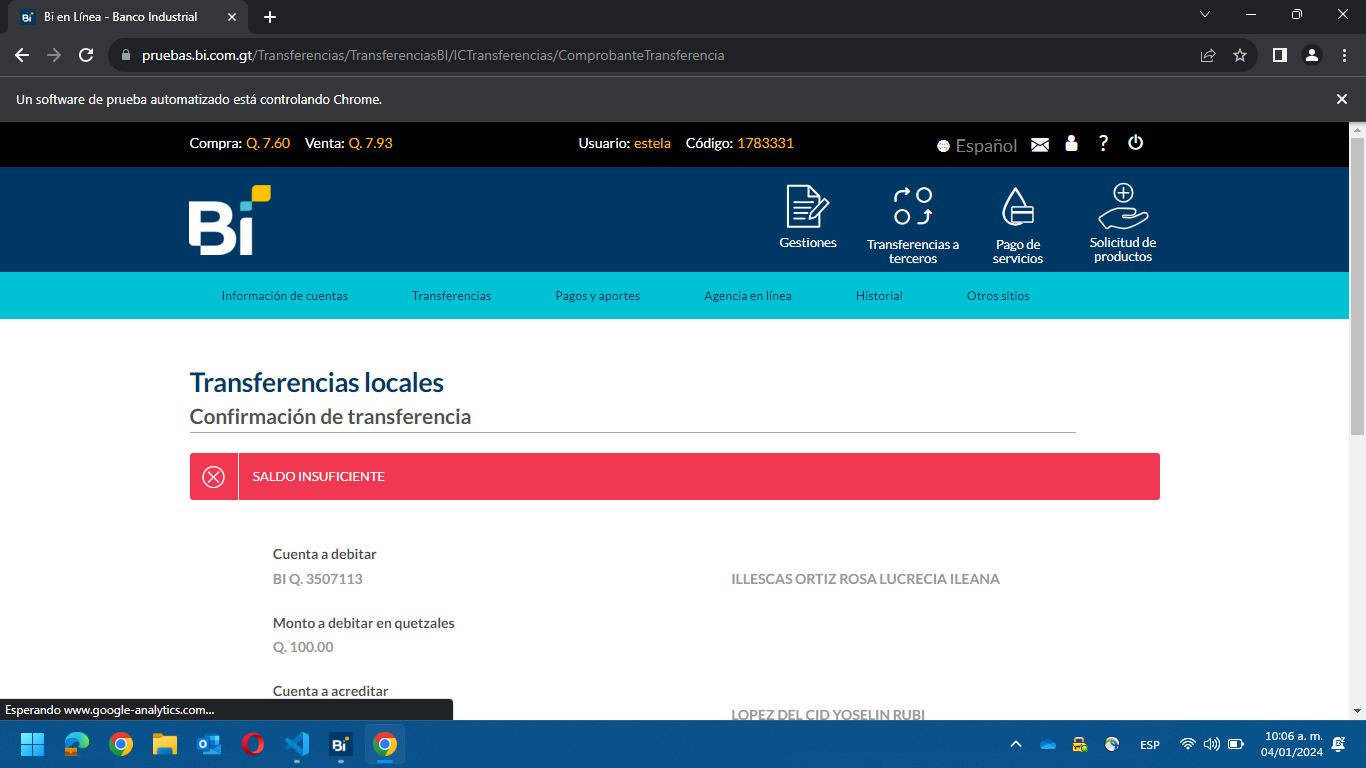 Bi en Línea - Banco Industrial
pruebas.bi.com.gt/Transferencias/TransferenciasBI/ICTransferencias/ComprobanteTransferencia
Un software de prueba automatizado está controlando Chrome.
Compra: Q. 7.60 Venta: Q. 7.93 Usuario: estela Código: 1783331 Español ?
Bi
Gestiones
Transferencias a
terceros
Pago de
servicios
Solicitud de
productos
Información de cuentas Transferencias Pagos y aportes Agencia en línea Historial Otros sitios
Transferencias locales
Confirmación de transferencia
SALDO INSUFICIENTE
Cuenta a debitar
BI Q. 3507113 ILLESCAS ORTIZ ROSA LUCRECIA ILEANA
Monto a debitar en quetzales
Q. 100.00
Cuenta a acreditar
LOPEZ DEL CID YOSELIN RUBI
Esperando www.google-analytics.com...
Bi
ESP
10:06 a. m.
04/01/2024